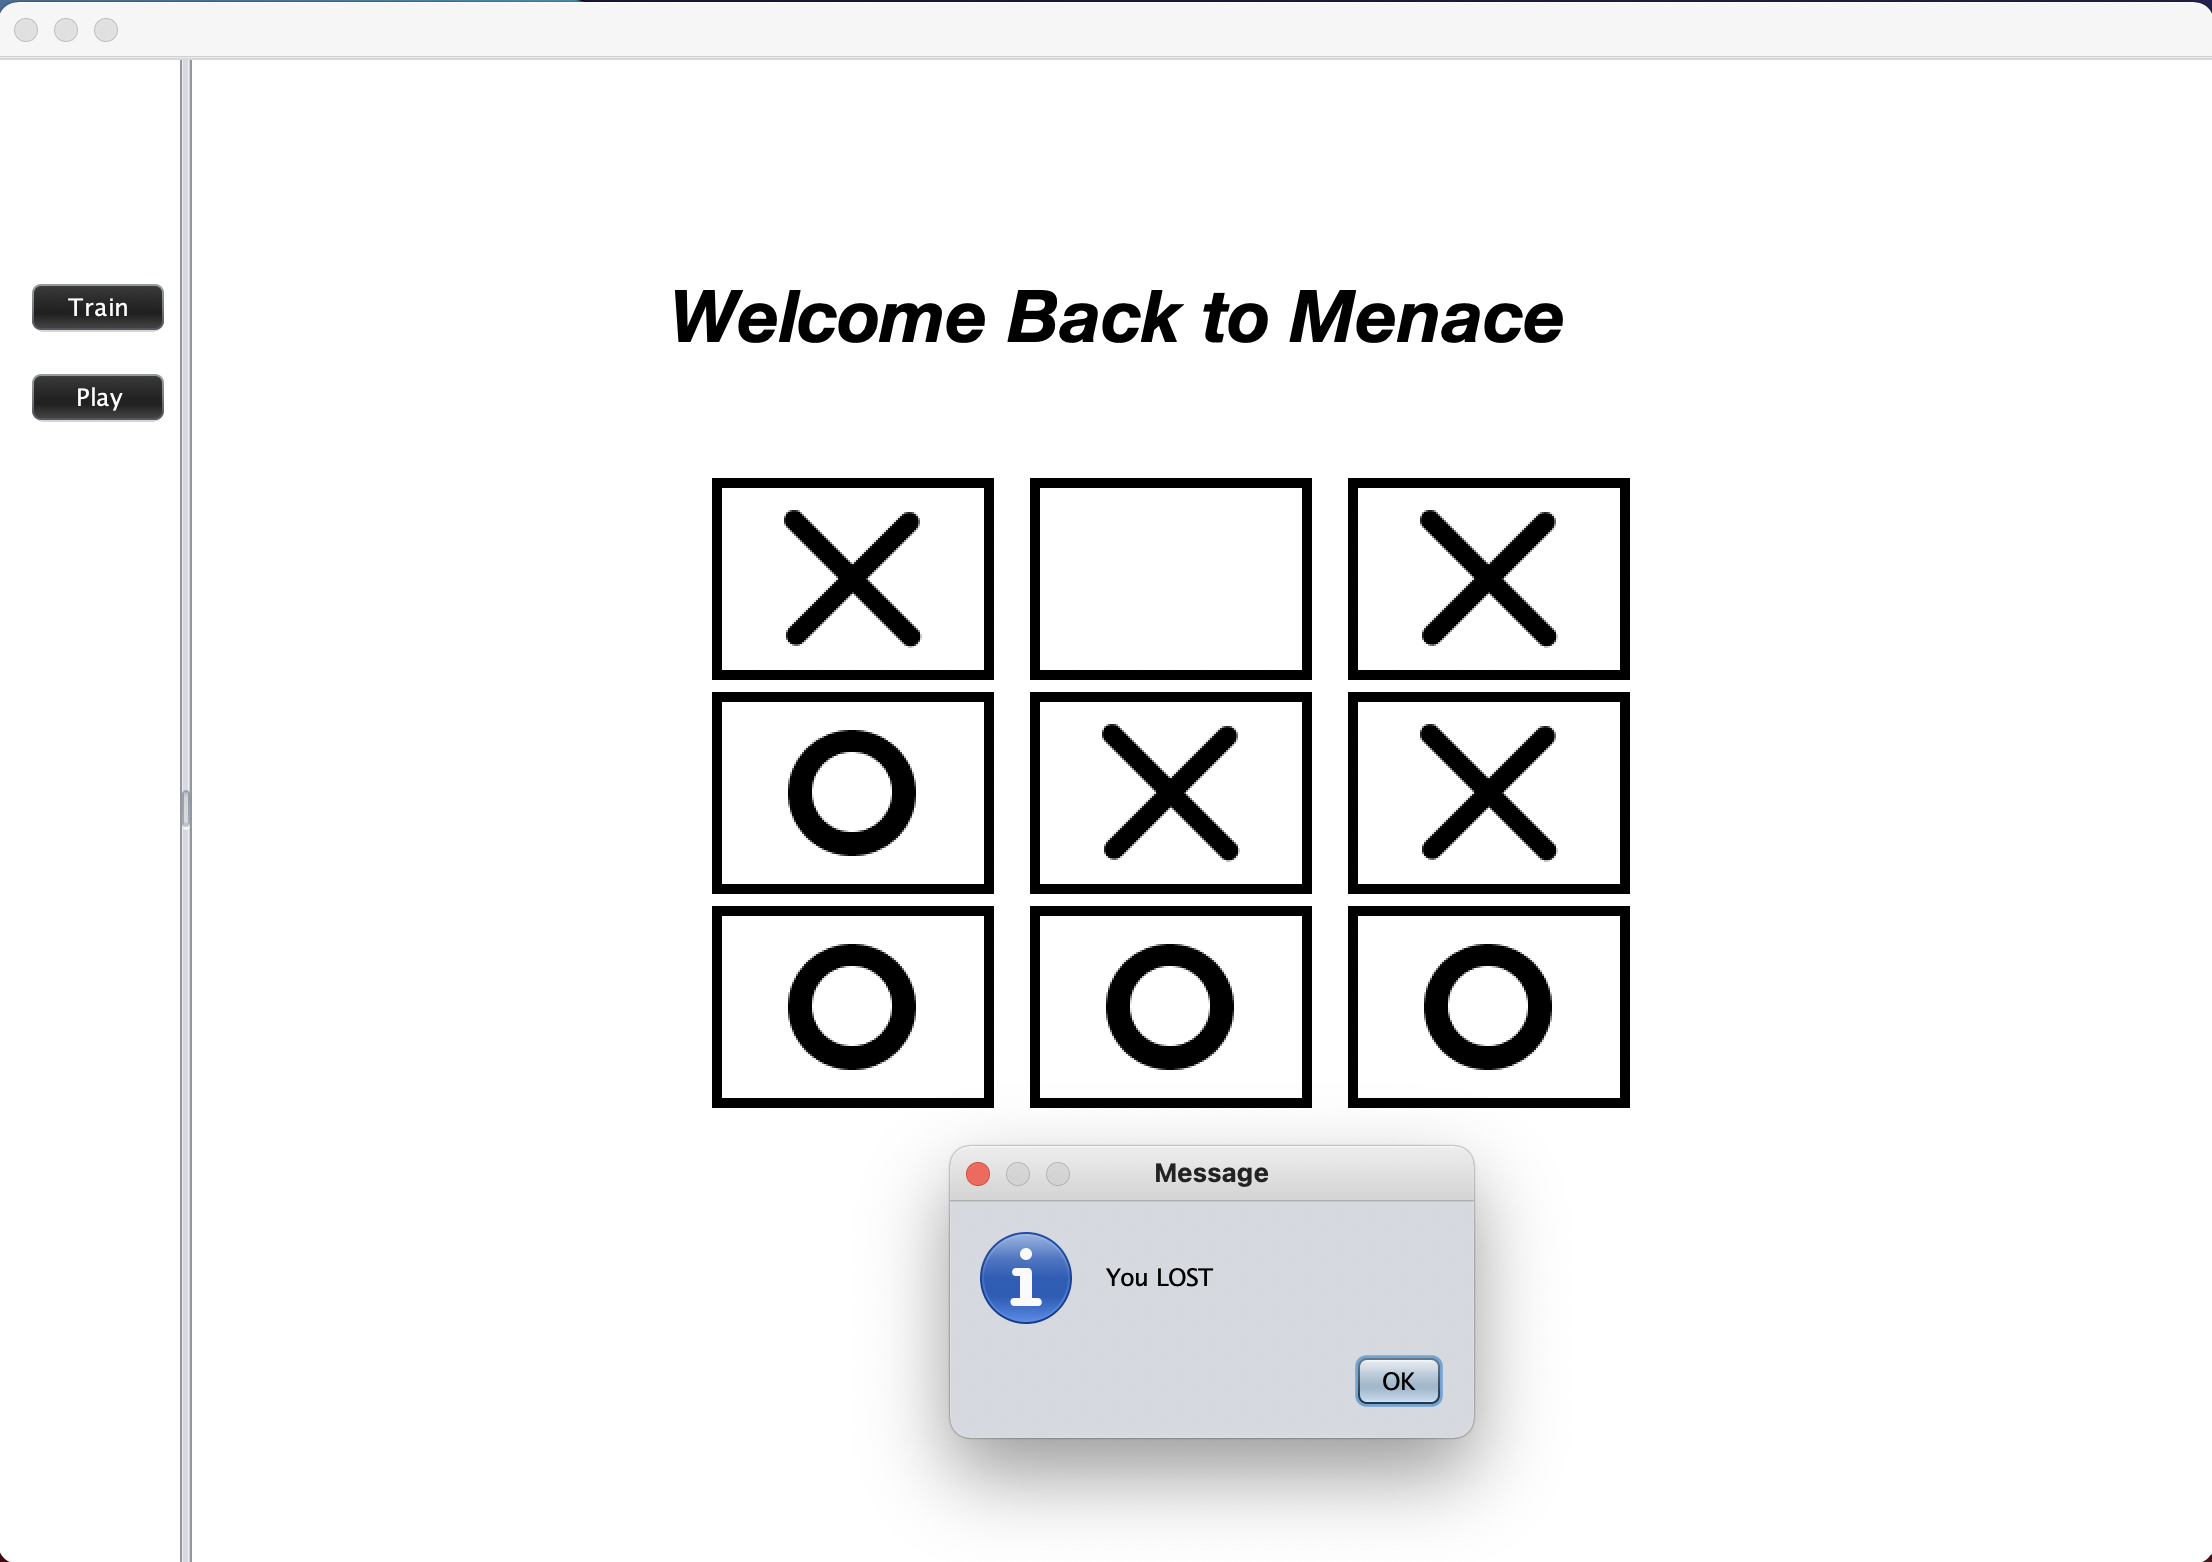 Train
Play
Welcome Back to Menace
Message
You LOST
OK